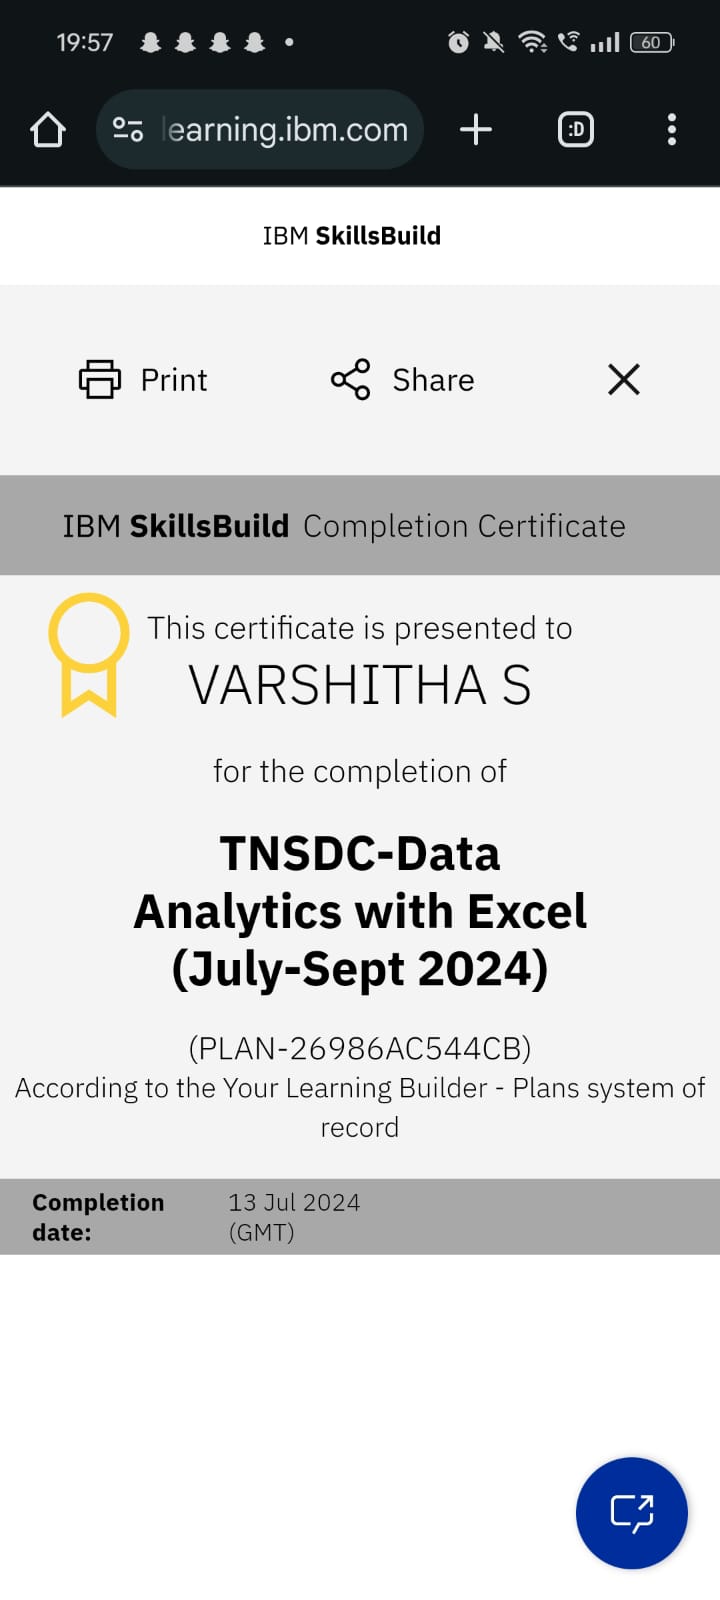 19:57
60
learning.ibm.com
:D
IBM SkillsBuild
Print
Share
IBM SkillsBuild Completion Certificate
This certificate is presented to
VARSHITHA S
for the completion of
TNSDC-Data
Analytics with Excel
(July-Sept 2024)
(PLAN-26986AC544CB)
According to the Your Learning Builder - Plans system of
record
Completion
date:
13 Jul 2024
(GMT)